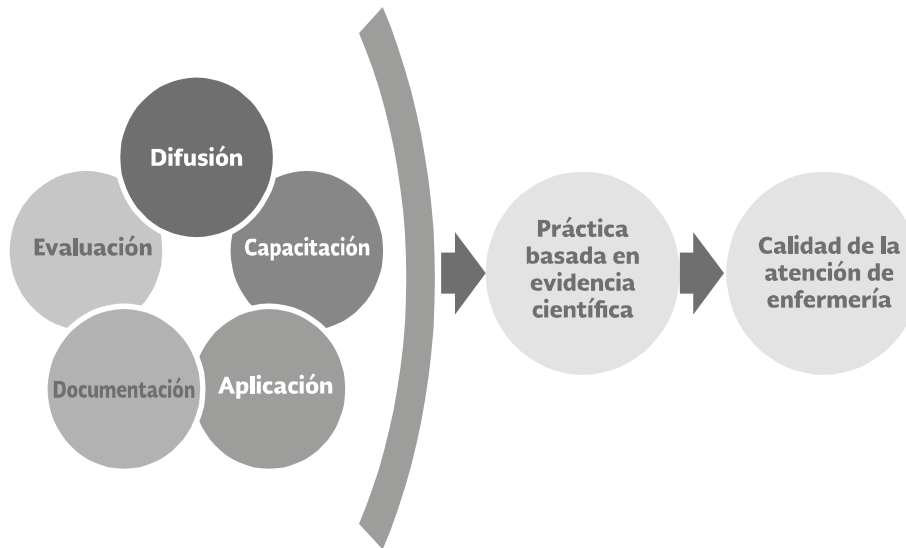 Difusión
Evaluación
Capacitación
Documentación
Aplicación
Práctica
basada en
evidencia
científica
Calidad de la
atención de
enfermería